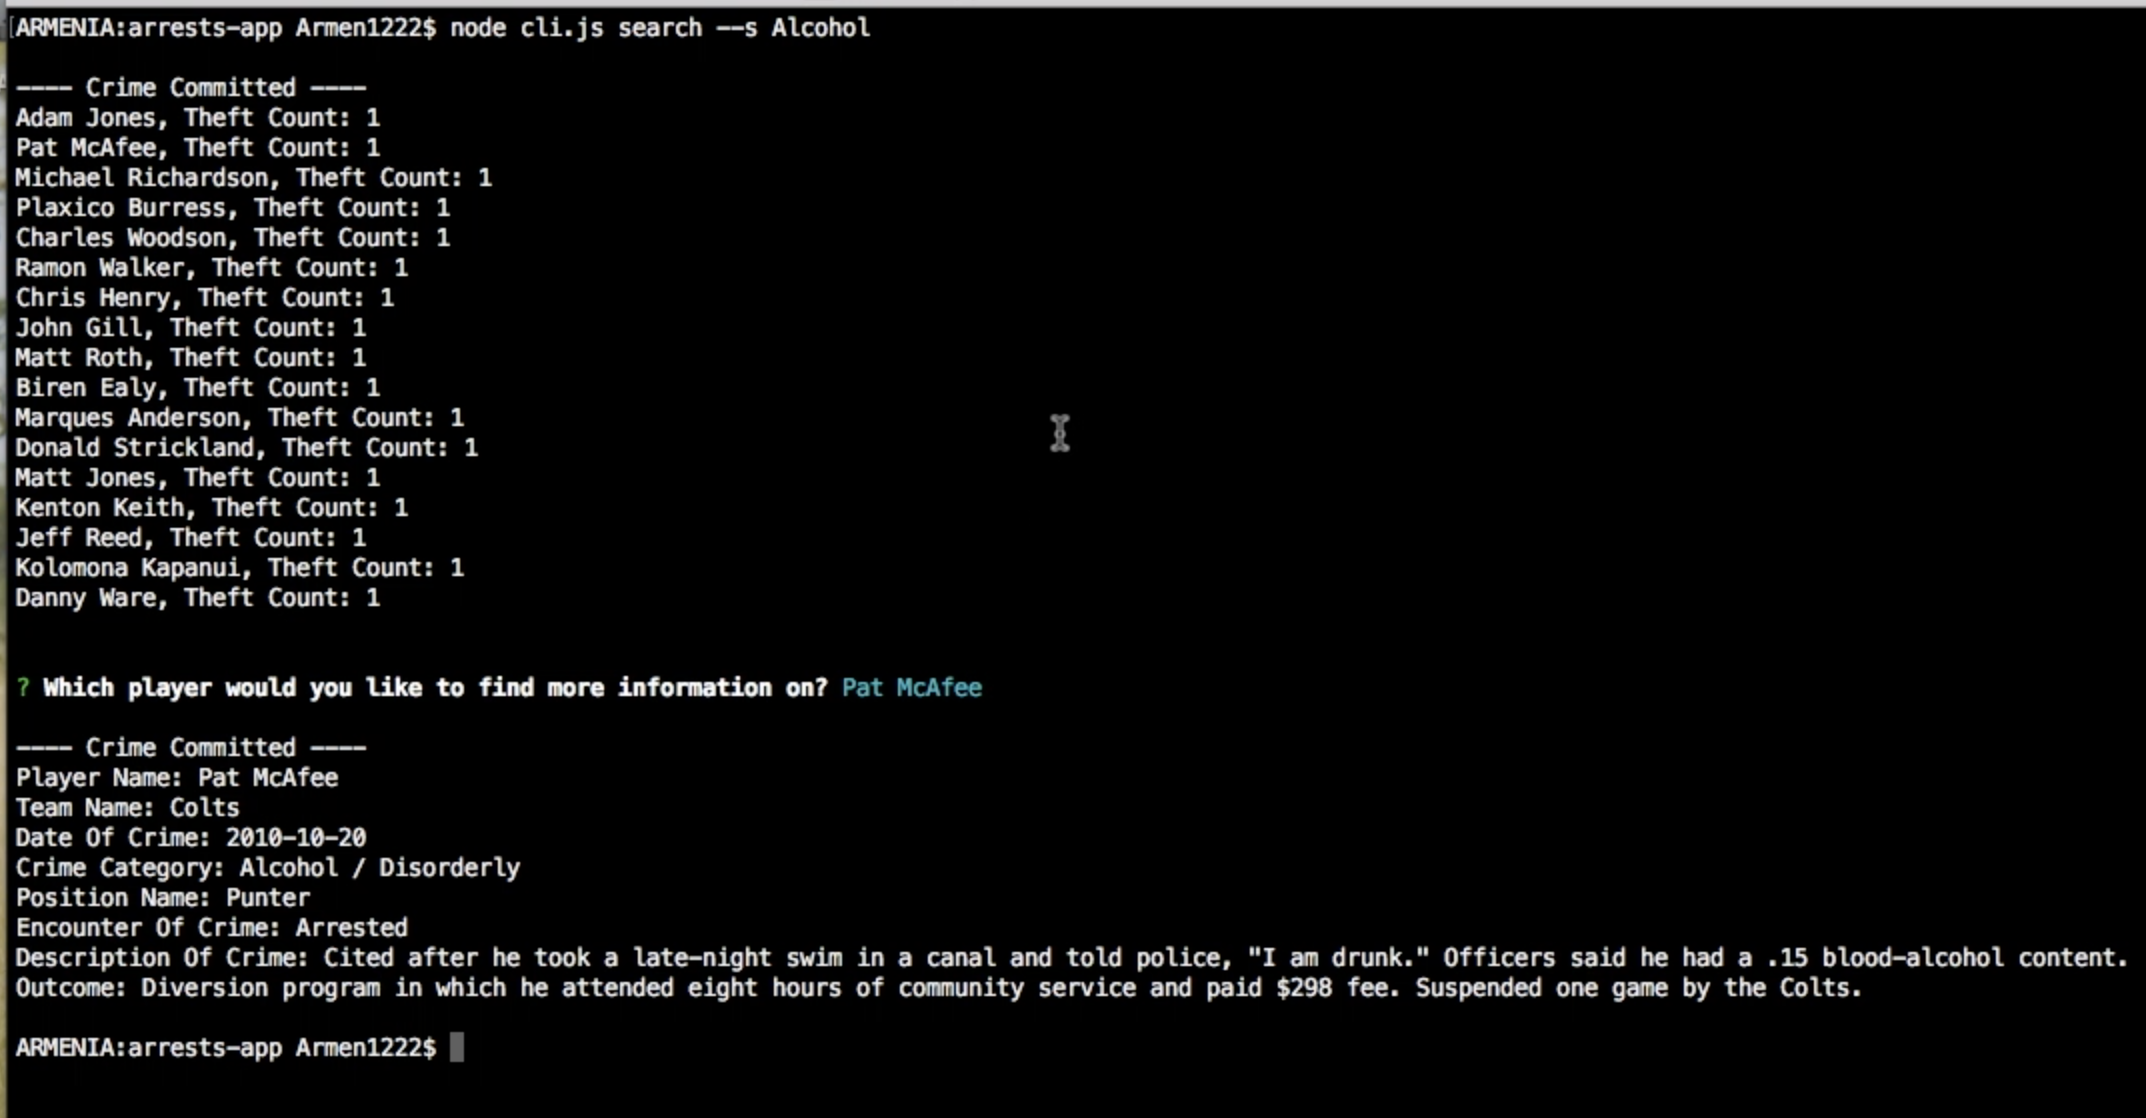 [ARMENIA:arrests-app Armen1222$ node cli.js search --s Alcohol
---- Crime Committed ----
Adam Jones, Theft Count: 1
Pat McAfee, Theft Count: 1
Michael Richardson, Theft Count: 1
Plaxico Burress, Theft Count: 1
Charles Woodson, Theft Count: 1
Ramon Walker, Theft Count: 1
Chris Henry, Theft Count: 1
John Gill, Theft Count: 1
Matt Roth, Theft Count: 1
Biren Ealy, Theft Count: 1
Marques Anderson, Theft Count: 1
Donald Strickland, Theft Count: 1
Matt Jones, Theft Count: 1
Kenton Keith, Theft Count: 1
Jeff Reed, Theft Count: 1
Kolomona Kapanui, Theft Count: 1
Danny Ware, Theft Count: 1
? Which player would you like to find more information on? Pat McAfee
---- Crime Committed ----
Player Name: Pat McAfee
Team Name: Colts
Date Of Crime: 2010-10-20
Crime Category: Alcohol / Disorderly
Position Name: Punter
Encounter Of Crime: Arrested
Description Of Crime: Cited after he took a late-night swim in a canal and told police, "I am drunk." Officers said he had a .15 blood-alcohol content.
Outcome: Diversion program in which he attended eight hours of community service and paid $298 fee. Suspended one game by the Colts.
ARMENIA:arrests-app Armen1222$